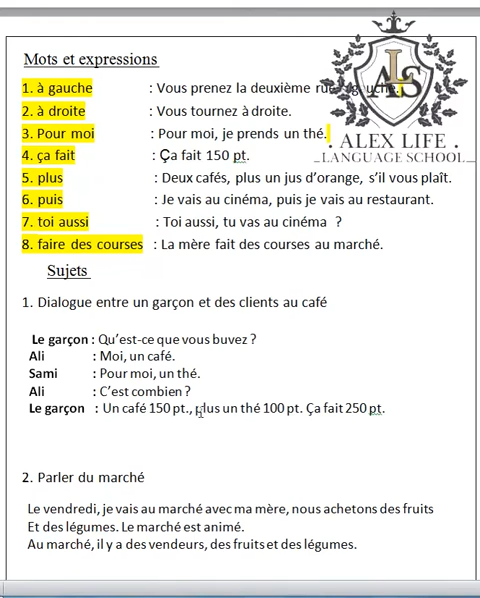 Mots et expressions
1. à gauche : Vous prenez la deuxième rue à gauche.
2. à droite : Vous tournez à droite.
3. Pour moi : Pour moi, je prends un thé.
4. ça fait : Ça fait 150 pt.
5. plus : Deux cafés, plus un jus d'orange, s'il vous plaît.
6. puis : Je vais au cinéma, puis je vais au restaurant.
7. toi aussi : Toi aussi, tu vas au cinéma ?
8. faire des courses : La mère fait des courses au marché.
LS
A
. ALEX LIFE .
LANGUAGE SCHOOL
Sujets
1. Dialogue entre un garçon et des clients au café
Le garçon : Qu'est-ce que vous buvez ?
Ali : Moi, un café.
Sami : Pour moi, un thé.
Ali : C'est combien ?
Le garçon : Un café 150 pt., plus un thé 100 pt. Ça fait 250 pt.
2. Parler du marché
Le vendredi, je vais au marché avec ma mère, nous achetons des fruits
Et des légumes. Le marché est animé.
Au marché, il y a des vendeurs, des fruits et des légumes.